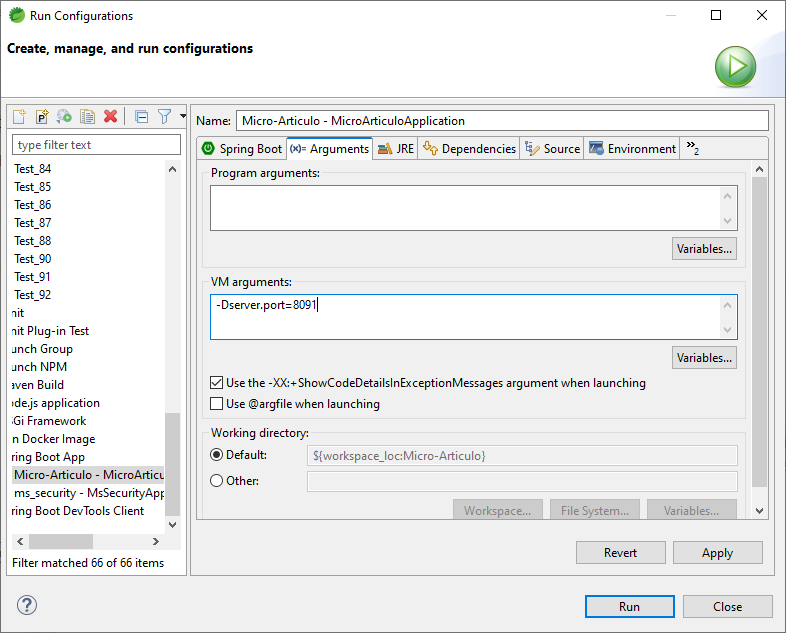 Run Configurations
Create, manage, and run configurations
type filter text
Test_84
Test_85
Test_86
Test_87
Test_88
Test_90
Test_91
Test_92
nit
nit Plug-in Test
unch Group
unch NPM
aven Build
de.js application
Gi Framework
n Docker Image
ring Boot App
Micro-Articulo - MicroArticu
ms_security - MsSecurityApp
ring Boot DevTools Client
Filter matched 66 of 66 items
Name: Micro-Articulo - MicroArticuloApplication
Spring Boot (x)= Arguments JRE Dependencies Source Environment »2
Program arguments:
Variables...
VM arguments:
-Dserver.port=8091
Variables...
Use the -XX:+ShowCodeDetailsInExceptionMessages argument when launching
Use @argfile when launching
Working directory:
Default: ${workspace_loc:Micro-Articulo}
Other:
Workspace... File System... Variables...
Revert Apply
? Run Close